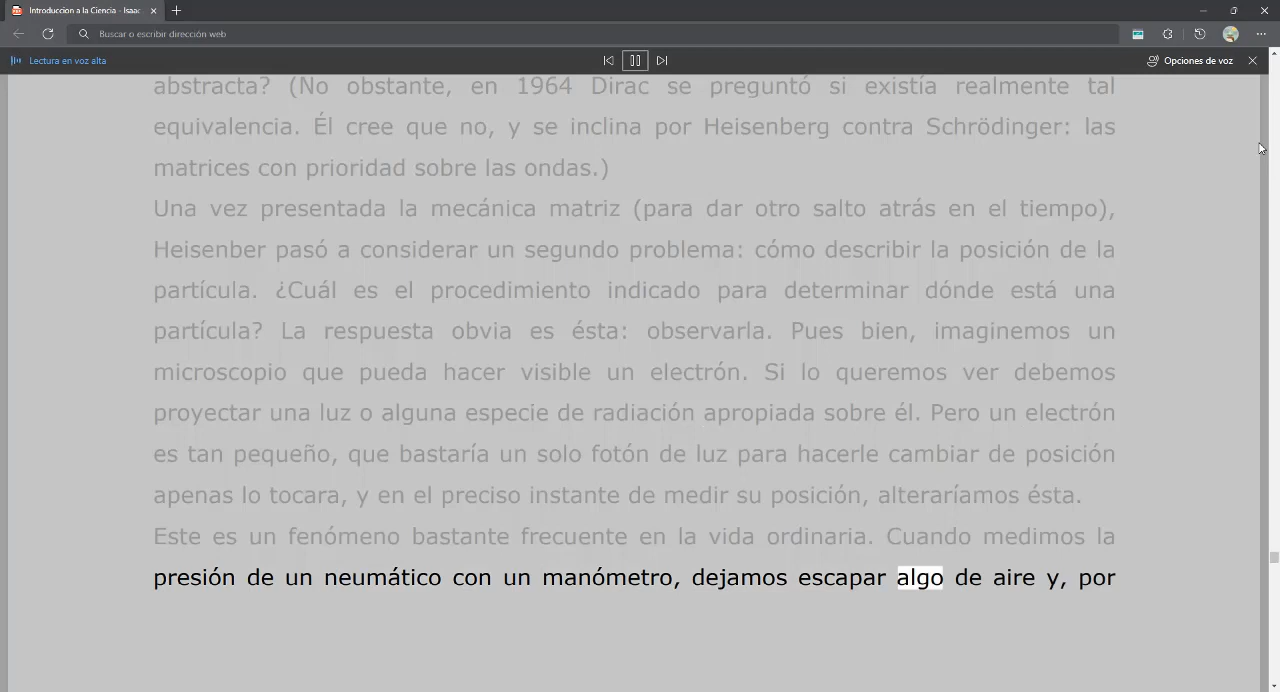 Introduccion a la Ciencia - Isaac
Buscar o escribir dirección web
Lectura en voz alta
Opciones de voz
abstracta? (No obstante, en 1964 Dirac se preguntó si existía realmente tal
equivalencia. Él cree que no, y se inclina por Heisenberg contra Schrödinger: las
matrices con prioridad sobre las ondas.)
Una vez presentada la mecánica matriz (para dar otro salto atrás en el tiempo),
Heisenber pasó a considerar un segundo problema: cómo describir la posición de la
partícula. ¿Cuál es el procedimiento indicado para determinar dónde está una
partícula? La respuesta obvia es ésta: observarla. Pues bien, imaginemos un
microscopio que pueda hacer visible un electrón. Si lo queremos ver debemos
proyectar una luz o alguna especie de radiación apropiada sobre él. Pero un electrón
es tan pequeño, que bastaría un solo fotón de luz para hacerle cambiar de posición
apenas lo tocara, y en el preciso instante de medir su posición, alteraríamos ésta.
Este es un fenómeno bastante frecuente en la vida ordinaria. Cuando medimos la
presión de un neumático con un manómetro, dejamos escapar algo de aire y, por